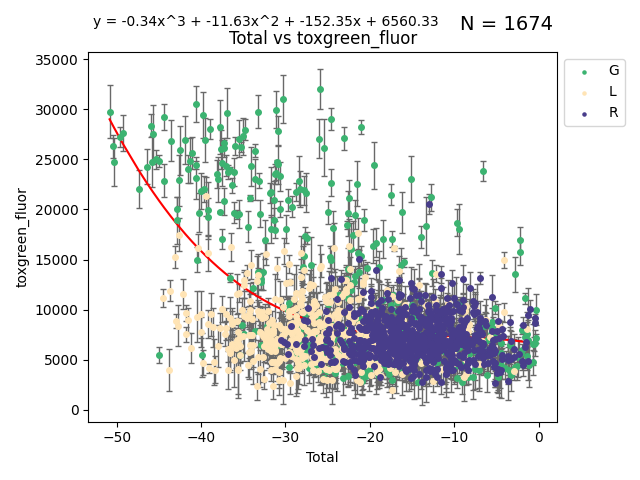 y = -0.34x^3 + -11.63x^2 + -152.35x + 6560.33
N = 1674
Total vs toxgreen_fluor
35000
30000
25000
20000
15000
10000
5000
0
toxgreen_fluor
−50
−40
−30
−20
−10
0
Total
G
L
R